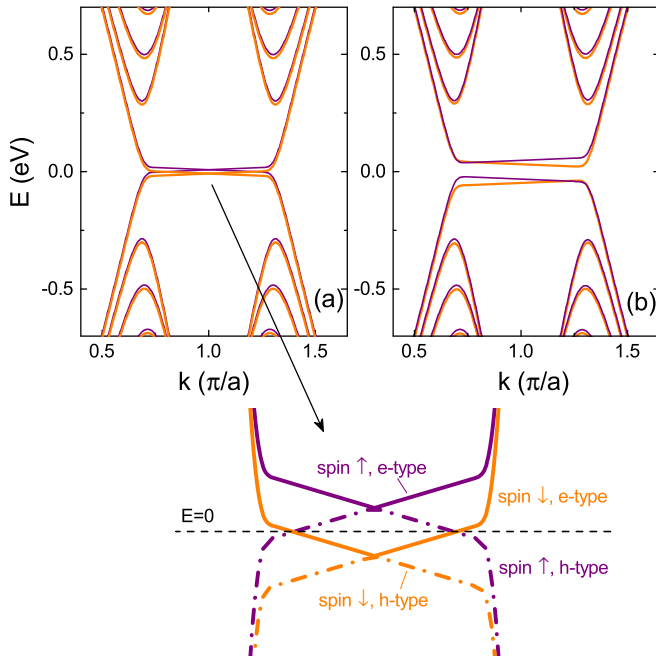 0.5
0.0
-0.5
E (eV)
(a)
(b)
0.5 1.0 1.5
0.5 1.0 1.5
k (π/a)
k (π/a)
spin ↑, e-type
spin ↓, e-type
E=0
spin ↑, h-type
spin ↓, h-type